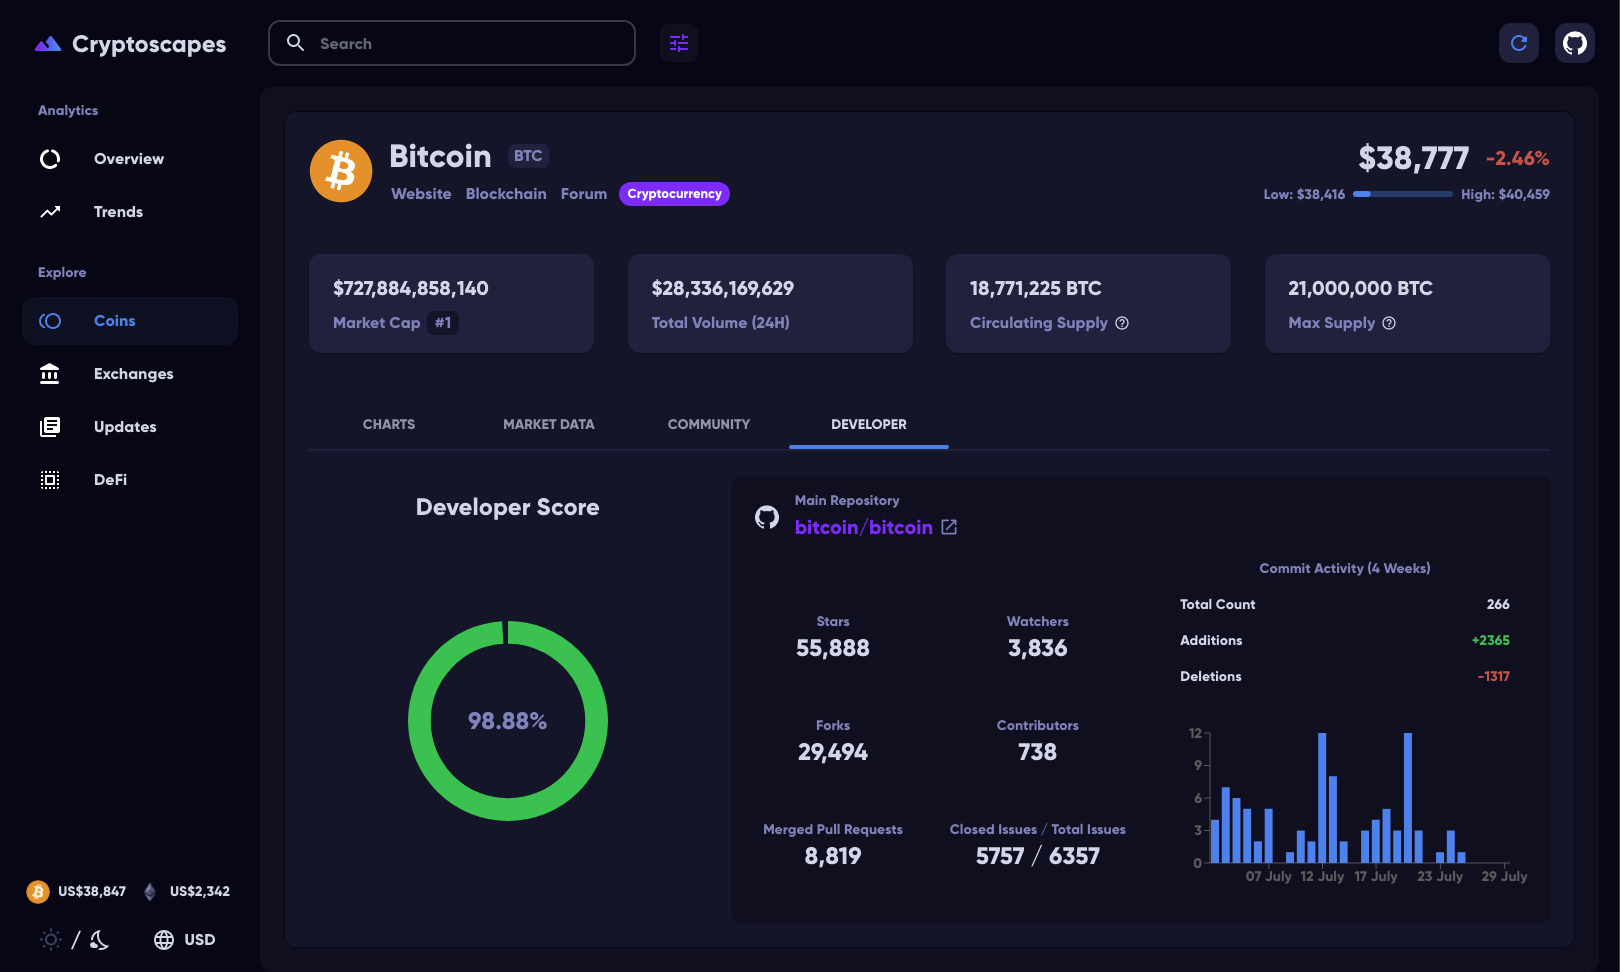 Cryptoscapes
Search
Analytics
Overview
Trends
Explore
Coins
Exchanges
Updates
DeFi
US$38,847
US$2,342
/
USD
Bitcoin BTC
Website Blockchain Forum Cryptocurrency
$38,777 -2.46%
Low: $38,416 High: $40,459
$727,884,858,140
Market Cap #1
$28,336,169,629
Total Volume (24H)
18,771,225 BTC
Circulating Supply
21,000,000 BTC
Max Supply
CHARTS MARKET DATA COMMUNITY DEVELOPER
Developer Score
98.88%
Main Repository
bitcoin/bitcoin
Stars
55,888
Watchers
3,836
Forks
29,494
Contributors
738
Merged Pull Requests
8,819
Closed Issues / Total Issues
5757 / 6357
Commit Activity (4 Weeks)
Total Count 266
Additions +2365
Deletions -1317
12
9
6
3
0
07 July 12 July 17 July 23 July 29 July